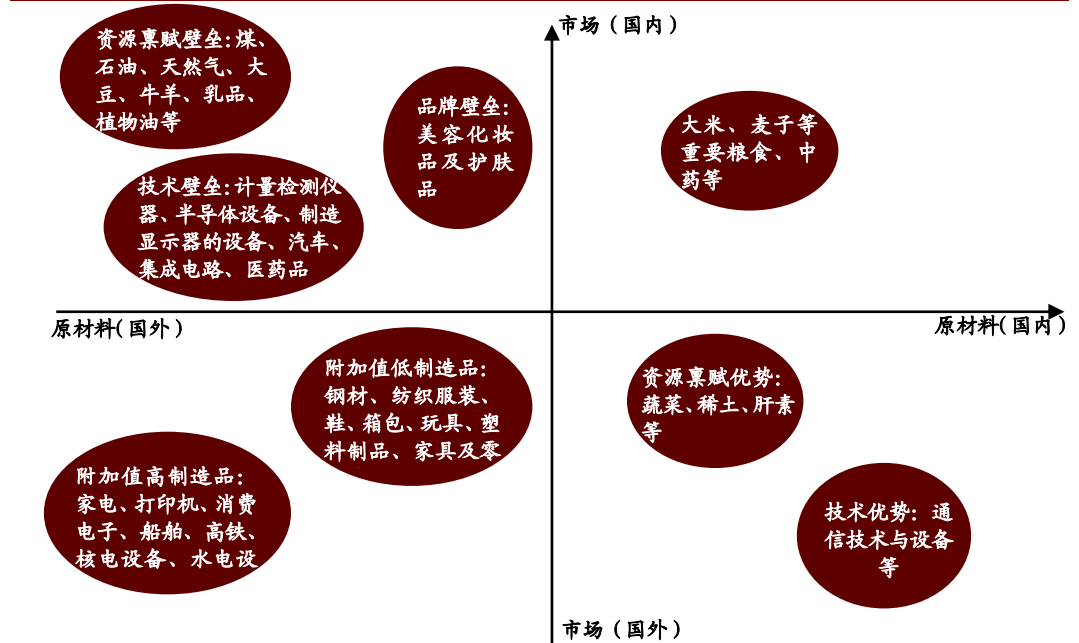 市场（国内）
资源禀赋壁垒：煤、
石油、天然气、大
豆、牛羊、乳品、
植物油等
品牌壁垒：
美容化妆
品及护肤
品
大米、麦子等
重要粮食、中
药等
技术壁垒：计量检测仪
器、半导体设备、制造
显示器的设备、汽车、
集成电路、医药品
原材料（国外）
原材料（国内）
附加值低制造品：
钢材、纺织服装、
鞋、箱包、玩具、塑
料制品、家具及零
资源禀赋优势：
蔬菜、稀土、肝素
等
附加值高制造品：
家电、打印机、消费
电子、船舶、高铁、
核电设备、水电设
技术优势：通
信技术与设备
等
市场（国外）